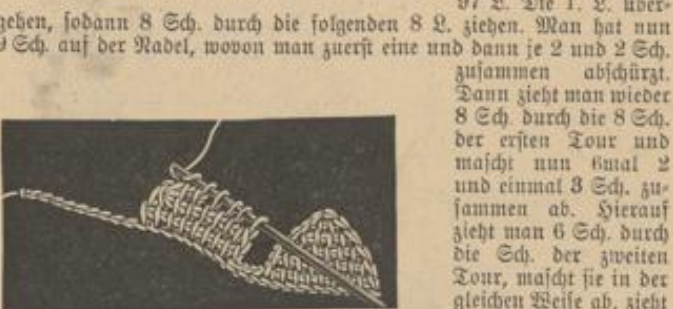 97 L. Die 1. L. über-
gehen, sodann 8 Sch. durch die folgenden 8 L. ziehen. Man hat nun
9 Sch. auf der Nadel, wovon man zuerst eine und dann je 2 und 2 Sch.
zusammen abschürzt.
Dann zieht man wieder
8 Sch. durch die 8 Sch.
der ersten Tour und
mascht nun 6mal 2
und einmal 3 Sch. zu-
sammen ab. Hierauf
zieht man 6 Sch. durch
die Sch. der zweiten
Tour, mascht sie in der
gleichen Weise ab, zieht